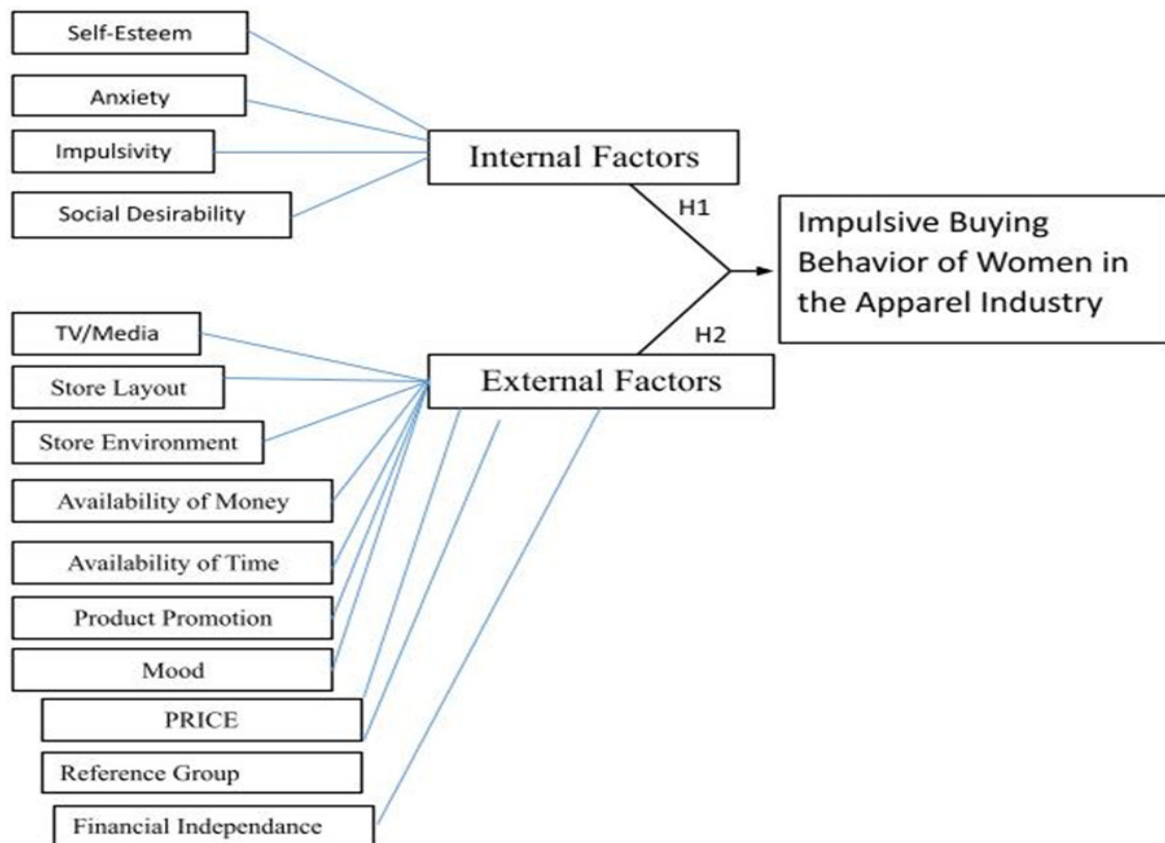 Self-Esteem
Anxiety
Impulsivity
Social Desirability
Internal Factors
H1
Impulsive Buying
Behavior of Women in
the Apparel Industry
H2
External Factors
TV/Media
Store Layout
Store Environment
Availability of Money
Availability of Time
Product Promotion
Mood
PRICE
Reference Group
Financial Independance